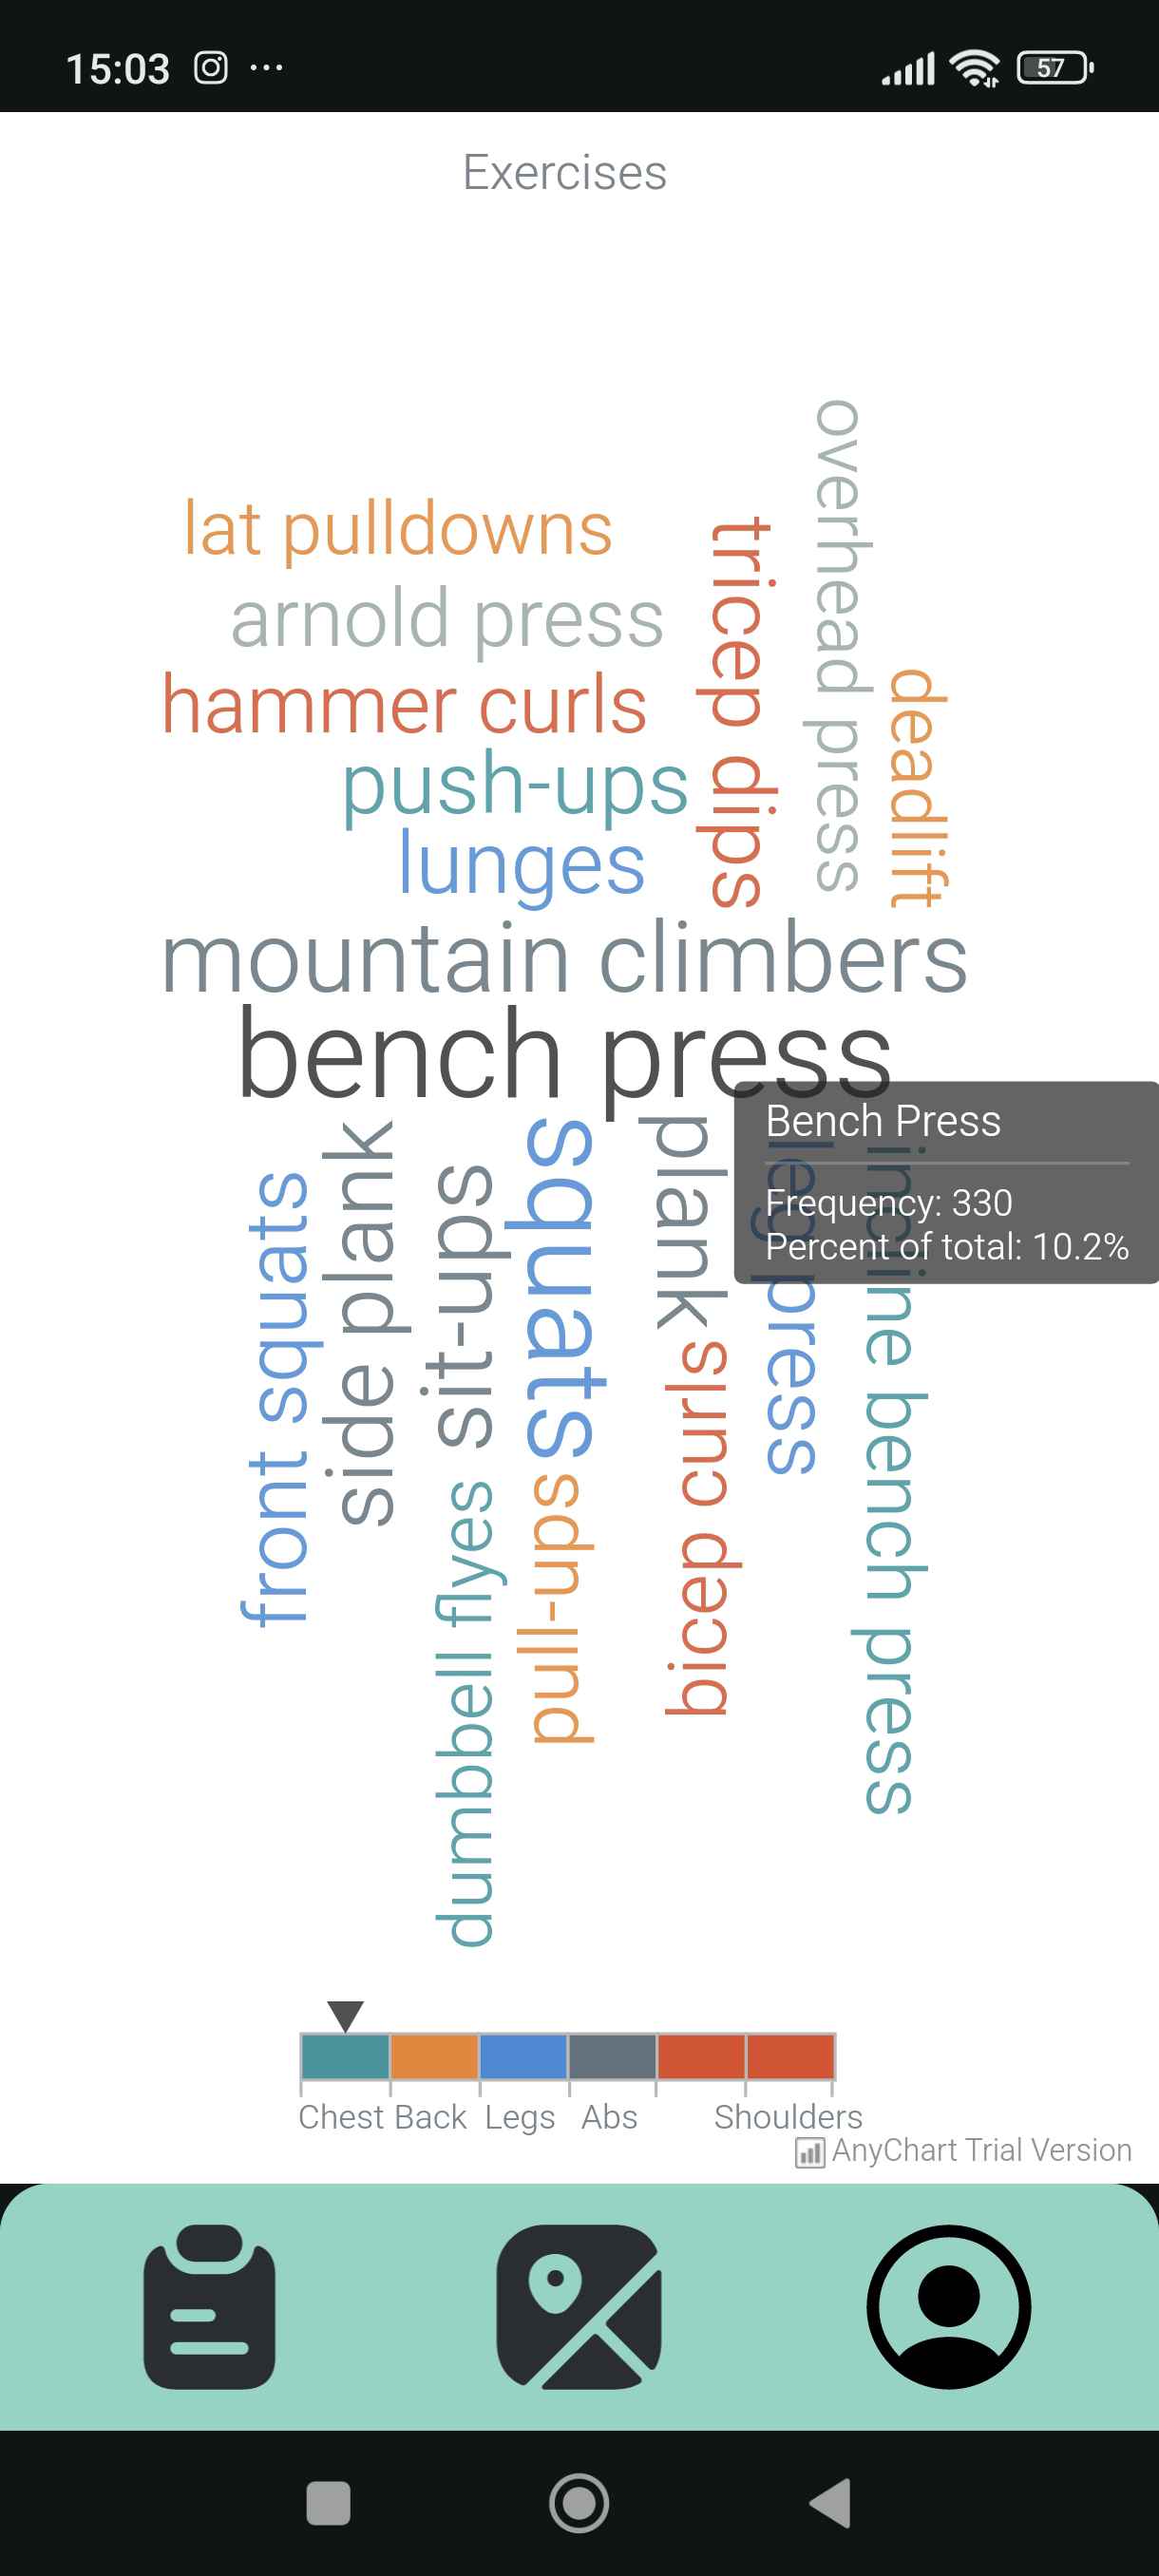 15:03
57
Exercises
overhead press
lat pulldowns
tricep dips
arnold press
hammer curls
deadlift
push-ups
lunges
mountain climbers
bench press
Bench Press
Frequency: 330
Percent of total: 10.2%
front squats
side plank
sit-ups
squats
plank
leg press
incline bench press
dumbbell flyes
pull-ups
bicep curls
Chest Back Legs Abs Shoulders
AnyChart Trial Version